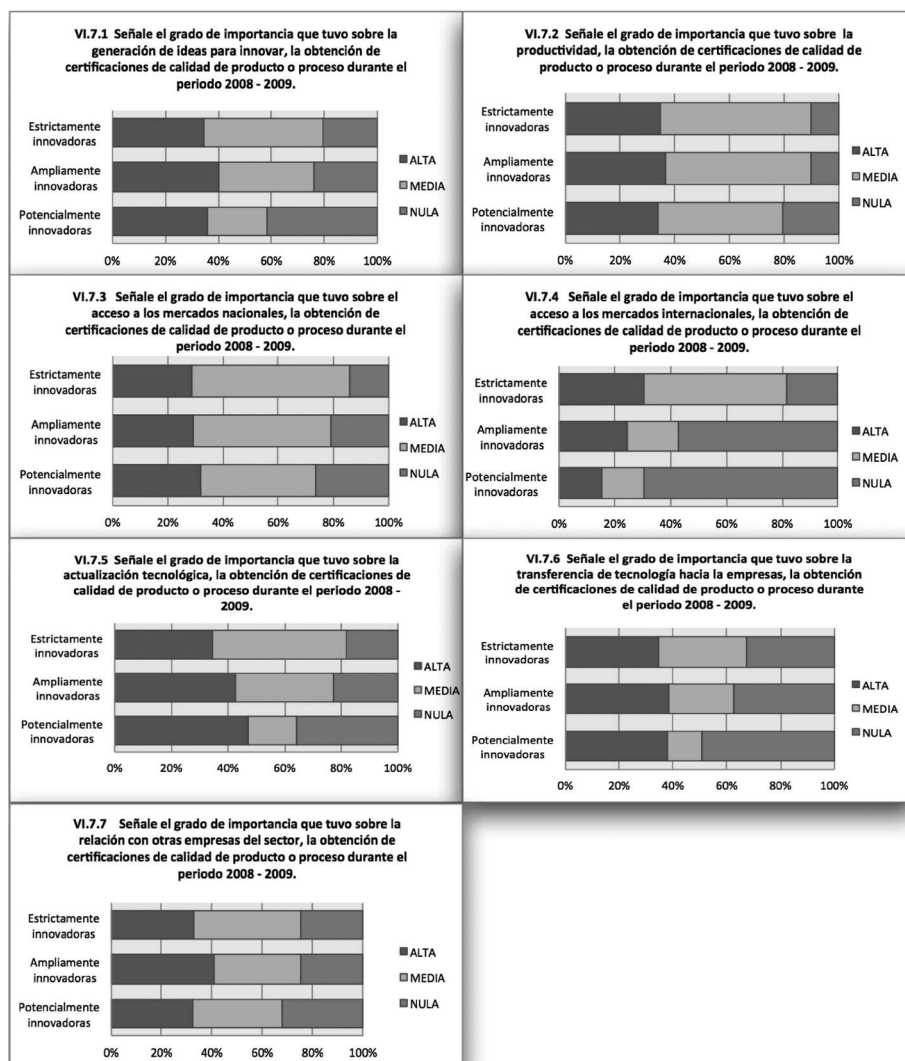 VI.7.1 Señale el grado de importancia que tuvo sobre la
generación de ideas para innovar, la obtención de
certificaciones de calidad de producto o proceso durante el
periodo 2008 - 2009.
Estrictamente
innovadoras
Ampliamente
innovadoras
Potencialmente
innovadoras
0% 20% 40% 60% 80% 100%
ALTA
MEDIA
NULA
VI.7.2 Señale el grado de importancia que tuvo sobre la
productividad, la obtención de certificaciones de calidad de
producto o proceso durante el periodo 2008 - 2009.
Estrictamente
innovadoras
Ampliamente
innovadoras
Potencialmente
innovadoras
0% 20% 40% 60% 80% 100%
ALTA
MEDIA
NULA
VI.7.3 Señale el grado de importancia que tuvo sobre el
acceso a los mercados nacionales, la obtención de
certificaciones de calidad de producto o proceso durante el
periodo 2008 - 2009.
Estrictamente
innovadoras
Ampliamente
innovadoras
Potencialmente
innovadoras
0% 20% 40% 60% 80% 100%
ALTA
MEDIA
NULA
VI.7.4 Señale el grado de importancia que tuvo sobre el
acceso a los mercados internacionales, la obtención de
certificaciones de calidad de producto o proceso durante el
periodo 2008 - 2009.
Estrictamente
innovadoras
Ampliamente
innovadoras
Potencialmente
innovadoras
0% 20% 40% 60% 80% 100%
ALTA
MEDIA
NULA
VI.7.5 Señale el grado de importancia que tuvo sobre la
actualización tecnológica, la obtención de certificaciones de
calidad de producto o proceso durante el periodo 2008 -
2009.
Estrictamente
innovadoras
Ampliamente
innovadoras
Potencialmente
innovadoras
0% 20% 40% 60% 80% 100%
ALTA
MEDIA
NULA
VI.7.6 Señale el grado de importancia que tuvo sobre la
transferencia de tecnología hacia la empresas, la obtención
de certificaciones de calidad de producto o proceso durante
el periodo 2008 - 2009.
Estrictamente
innovadoras
Ampliamente
innovadoras
Potencialmente
innovadoras
0% 20% 40% 60% 80% 100%
ALTA
MEDIA
NULA
VI.7.7 Señale el grado de importancia que tuvo sobre la
relación con otras empresas del sector, la obtención de
certificaciones de calidad de producto o proceso durante el
periodo 2008 - 2009.
Estrictamente
innovadoras
Ampliamente
innovadoras
Potencialmente
innovadoras
0% 20% 40% 60% 80% 100%
ALTA
MEDIA
NULA